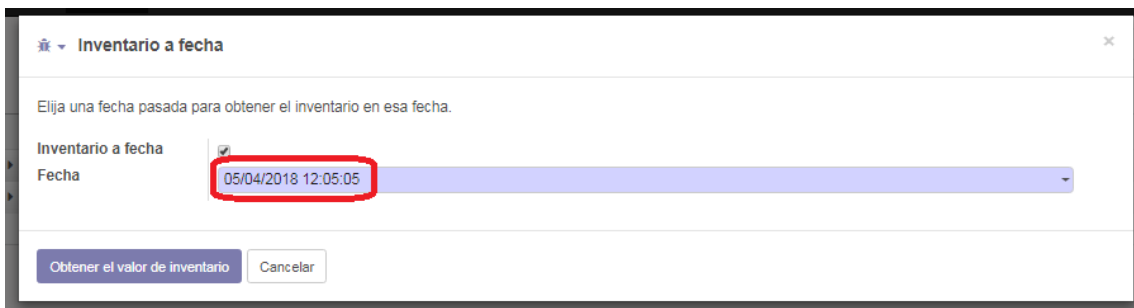 Inventario a fecha
Elija una fecha pasada para obtener el inventario en esa fecha.
Inventario a fecha
Fecha
05/04/2018 12:05:05
Obtener el valor de inventario
Cancelar